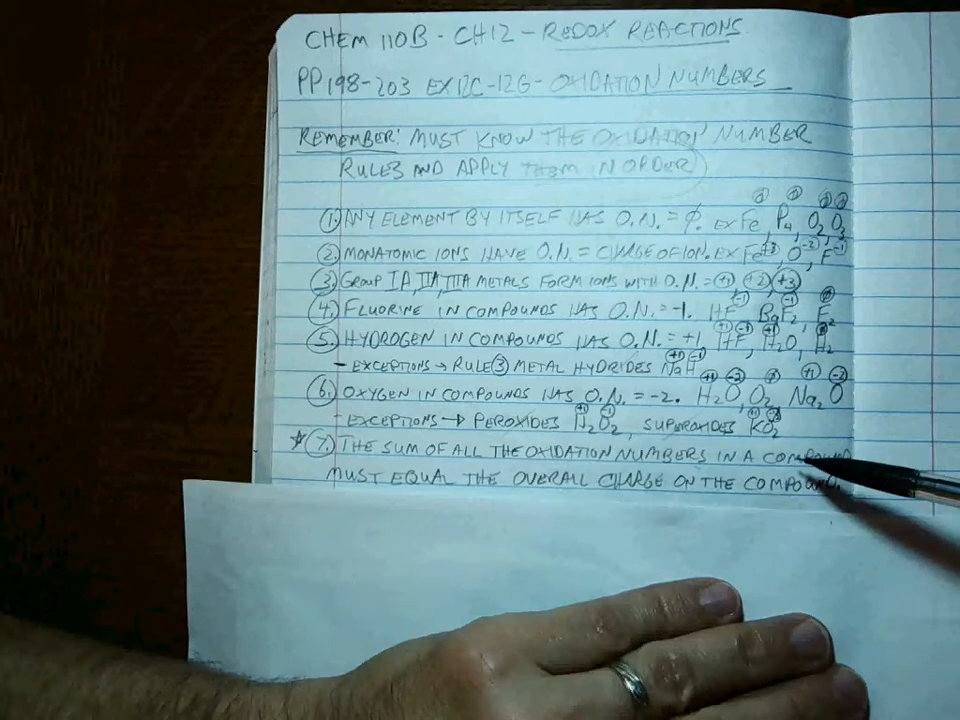 CHEM 110B - CH12 - REDOX REACTIONS
PP 198-203 EX 12C-12G - OXIDATION NUMBERS
REMEMBER: MUST KNOW THE OXIDATION NUMBER
RULES AND APPLY THEM IN ORDER
① ANY ELEMENT BY ITSELF HAS O.N. = ∅. EX Fe, P4, O2, O3
② MONATOMIC IONS HAVE O.N. = CHARGE OF ION. EX Fe+3, O-2, F-1
③ GROUP IA, IIA, IIIA METALS FORM IONS WITH O.N. = +1 +2, +3
④ FLUORINE IN COMPOUNDS HAS O.N. = -1. HF, BaF2, F2
⑤ HYDROGEN IN COMPOUNDS HAS O.N. = +1. HF, H2O, H2
- EXCEPTIONS → RULE ③ METAL HYDRIDES NaH
⑥ OXYGEN IN COMPOUNDS HAS O.N. = -2. H2O, O2, Na2O
- EXCEPTIONS → PEROXIDES H2O2, SUPEROXIDES KO2
★⑦ THE SUM OF ALL THE OXIDATION NUMBERS IN A COMPOUND
MUST EQUAL THE OVERALL CHARGE ON THE COMPOUND.